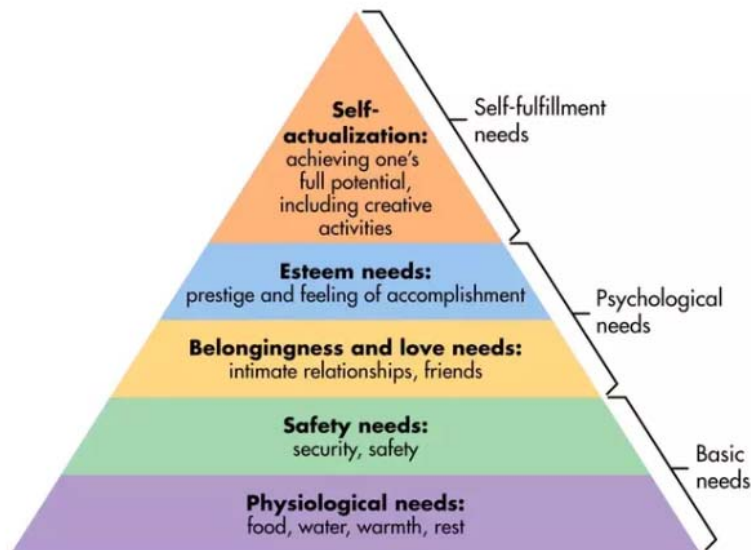 Self-
actualization:
achieving one's
full potential,
including creative
activities
Self-fulfillment
needs
Esteem needs:
prestige and feeling of accomplishment
Belongingness and love needs:
intimate relationships, friends
Psychological
needs
Safety needs:
security, safety
Physiological needs:
food, water, warmth, rest
Basic
needs